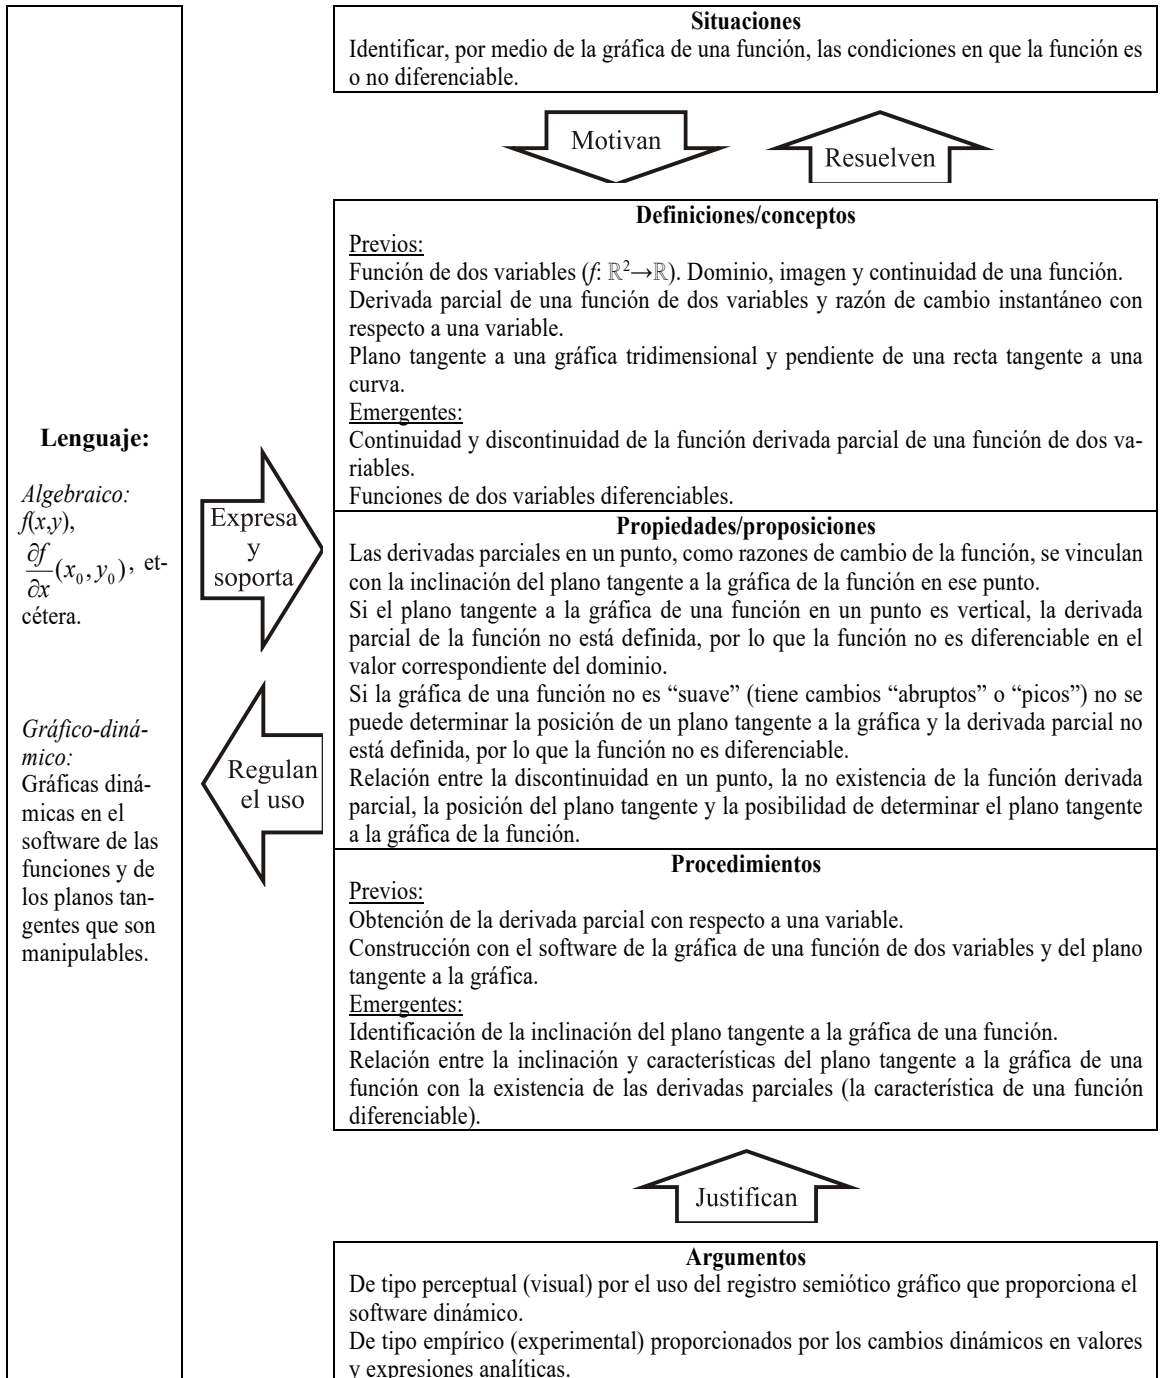 Lenguaje:
Algebraico:
f(x,y),
∂f/∂x (x₀, y₀), et-
cétera.
Gráfico-diná-
mico:
Gráficas diná-
micas en el
software de las
funciones y de
los planos tan-
gentes que son
manipulables.
Expresa
y
soporta
Regulan
el uso
Situaciones
Identificar, por medio de la gráfica de una función, las condiciones en que la función es
o no diferenciable.
Motivan
Resuelven
Definiciones/conceptos
Previos:
Función de dos variables (f: ℝ²→ℝ). Dominio, imagen y continuidad de una función.
Derivada parcial de una función de dos variables y razón de cambio instantáneo con
respecto a una variable.
Plano tangente a una gráfica tridimensional y pendiente de una recta tangente a una
curva.
Emergentes:
Continuidad y discontinuidad de la función derivada parcial de una función de dos va-
riables.
Funciones de dos variables diferenciables.
Propiedades/proposiciones
Las derivadas parciales en un punto, como razones de cambio de la función, se vinculan
con la inclinación del plano tangente a la gráfica de la función en ese punto.
Si el plano tangente a la gráfica de una función en un punto es vertical, la derivada
parcial de la función no está definida, por lo que la función no es diferenciable en el
valor correspondiente del dominio.
Si la gráfica de una función no es “suave” (tiene cambios “abruptos” o “picos”) no se
puede determinar la posición de un plano tangente a la gráfica y la derivada parcial no
está definida, por lo que la función no es diferenciable.
Relación entre la discontinuidad en un punto, la no existencia de la función derivada
parcial, la posición del plano tangente y la posibilidad de determinar el plano tangente
a la gráfica de la función.
Procedimientos
Previos:
Obtención de la derivada parcial con respecto a una variable.
Construcción con el software de la gráfica de una función de dos variables y del plano
tangente a la gráfica.
Emergentes:
Identificación de la inclinación del plano tangente a la gráfica de una función.
Relación entre la inclinación y características del plano tangente a la gráfica de una
función con la existencia de las derivadas parciales (la característica de una función
diferenciable).
Justifican
Argumentos
De tipo perceptual (visual) por el uso del registro semiótico gráfico que proporciona el
software dinámico.
De tipo empírico (experimental) proporcionados por los cambios dinámicos en valores
y expresiones analíticas.